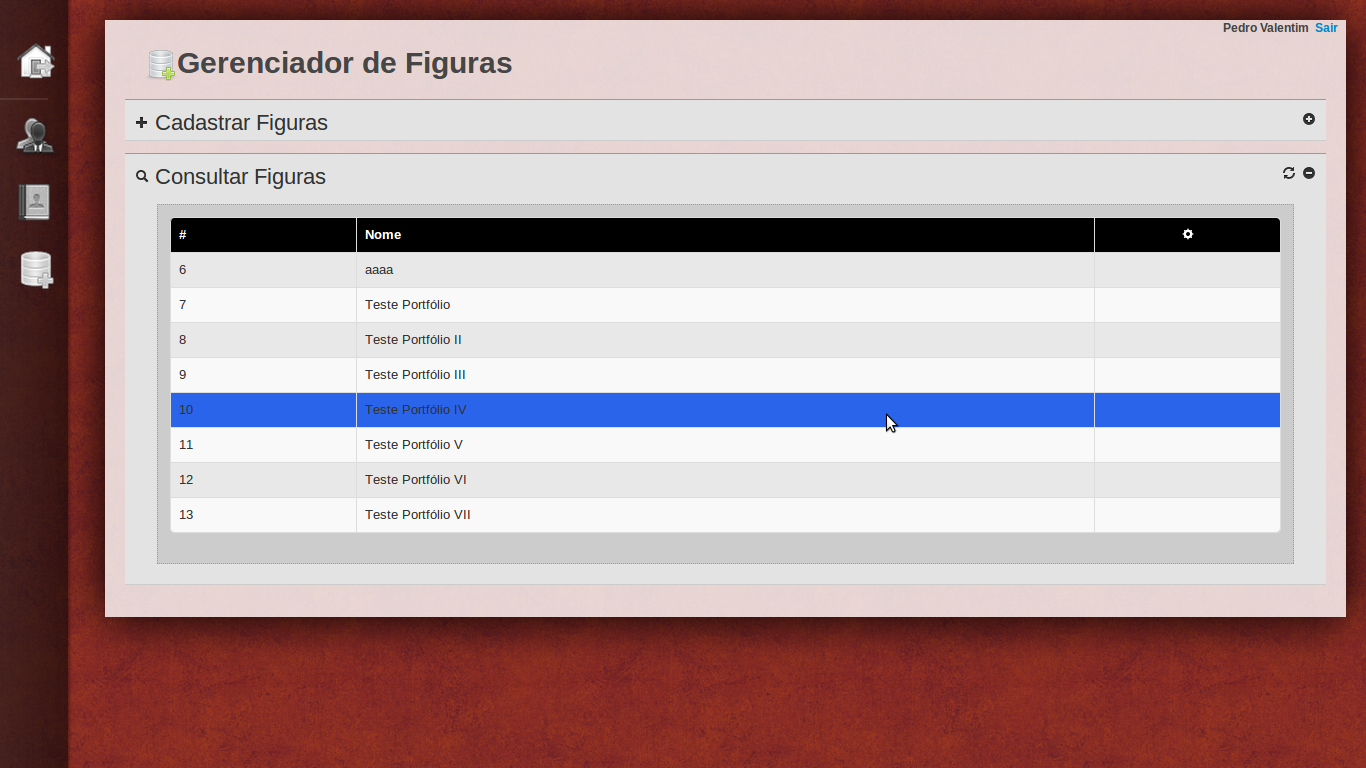 Pedro Valentim Sair
Gerenciador de Figuras
Cadastrar Figuras
Consultar Figuras
# Nome
6 aaaa
7 Teste Portfólio
8 Teste Portfólio II
9 Teste Portfólio III
10 Teste Portfólio IV
11 Teste Portfólio V
12 Teste Portfólio VI
13 Teste Portfólio VII